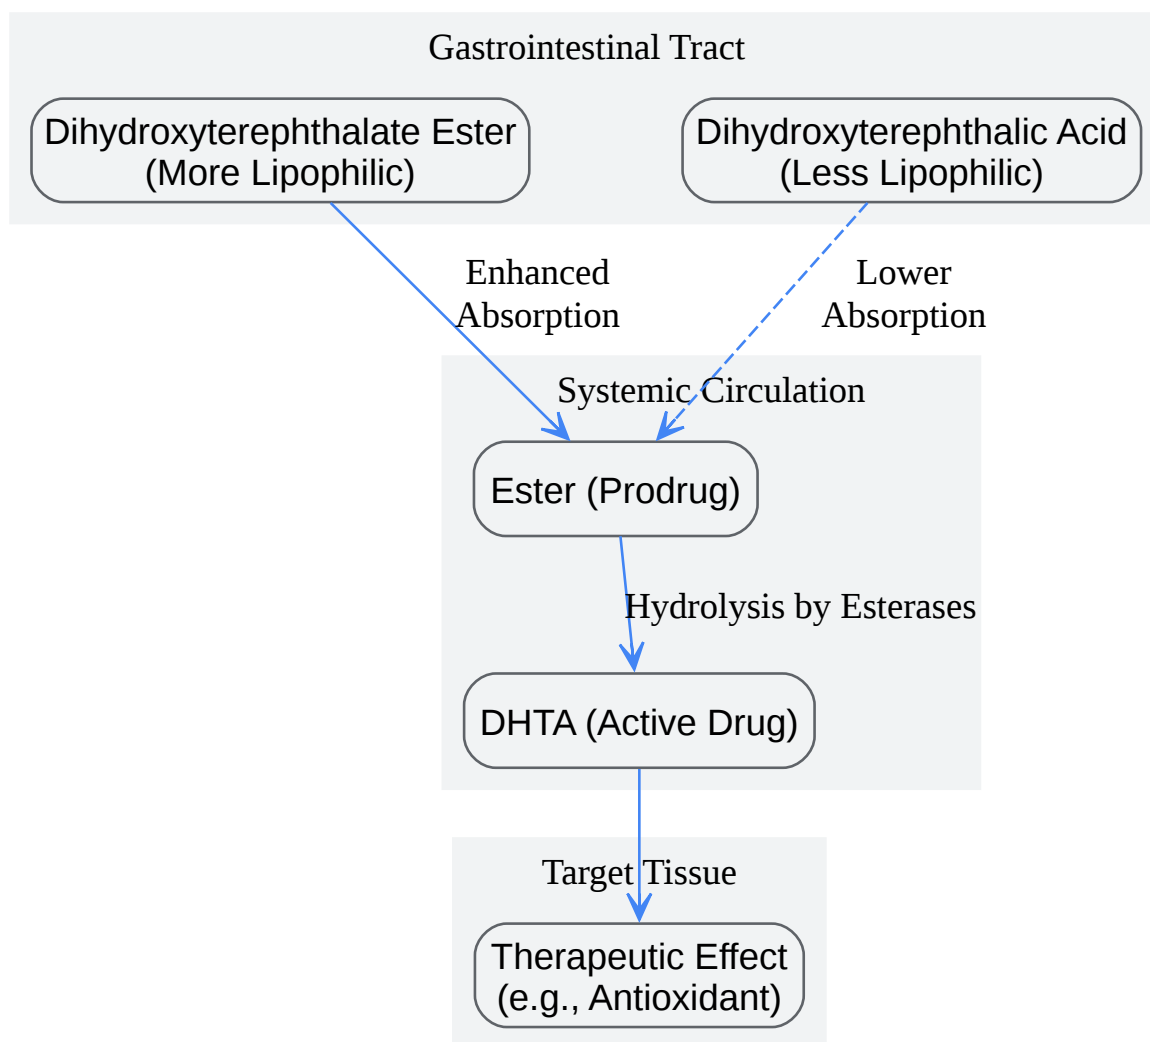 Gastrointestinal Tract
Dihydroxyterephthalate Ester
(More Lipophilic)
Dihydroxyterephthalic Acid
(Less Lipophilic)
Enhanced
Absorption
Lower
Absorption
Systemic Circulation
Ester (Prodrug)
Hydrolysis by Esterases
DHTA (Active Drug)
Target Tissue
Therapeutic Effect
(e.g., Antioxidant)